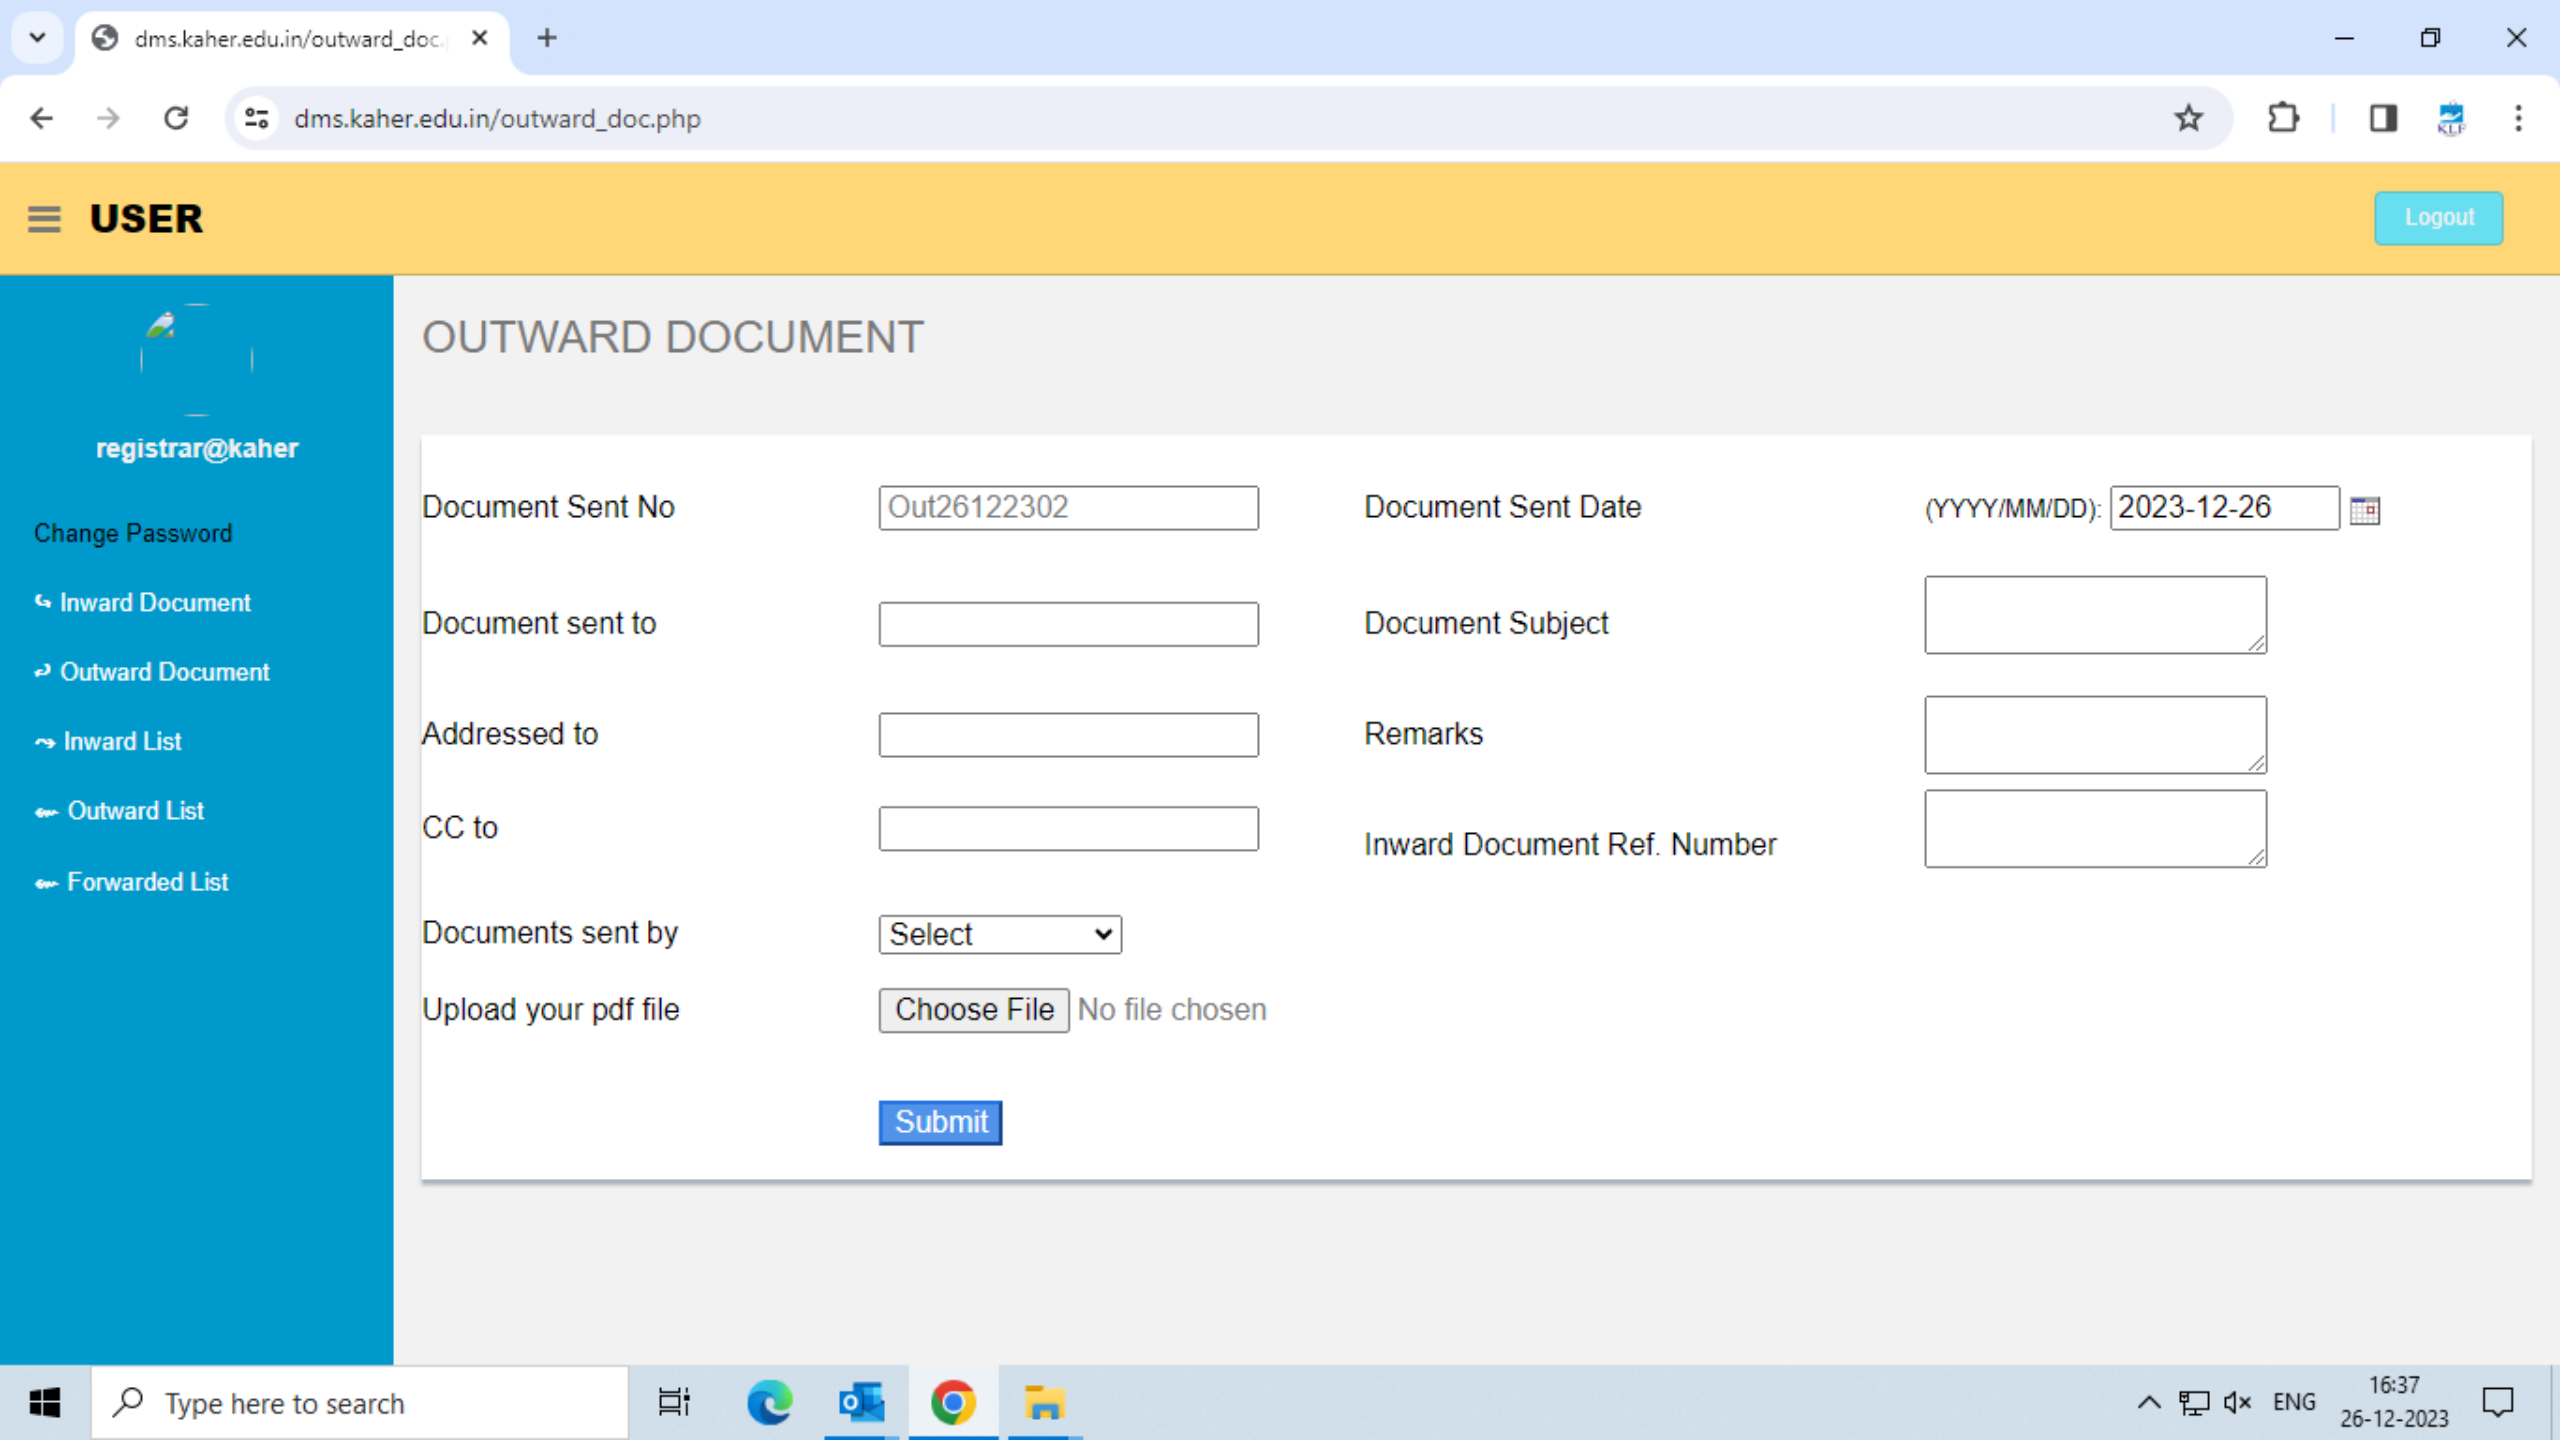 dms.kaher.edu.in/outward_doc.
dms.kaher.edu.in/outward_doc.php
KLF
USER
Logout
registrar@kaher
Change Password
Inward Document
Outward Document
Inward List
Outward List
Forwarded List
OUTWARD DOCUMENT
Document Sent No Out26122302 Document Sent Date (YYYY/MM/DD): 2023-12-26
Document sent to Document Subject
Addressed to Remarks
CC to Inward Document Ref. Number
Documents sent by Select
Upload your pdf file Choose File No file chosen
Submit
Type here to search
ENG
16:37
26-12-2023